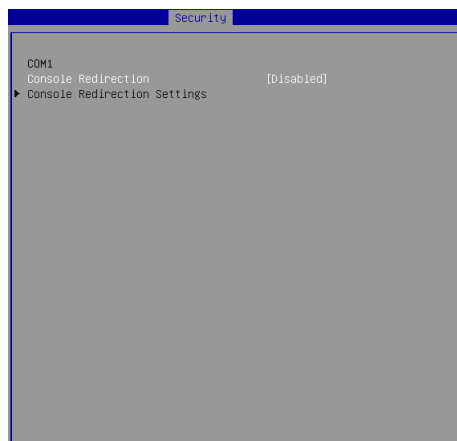 Security
COM1
Console Redirection [Disabled]
Console Redirection Settings